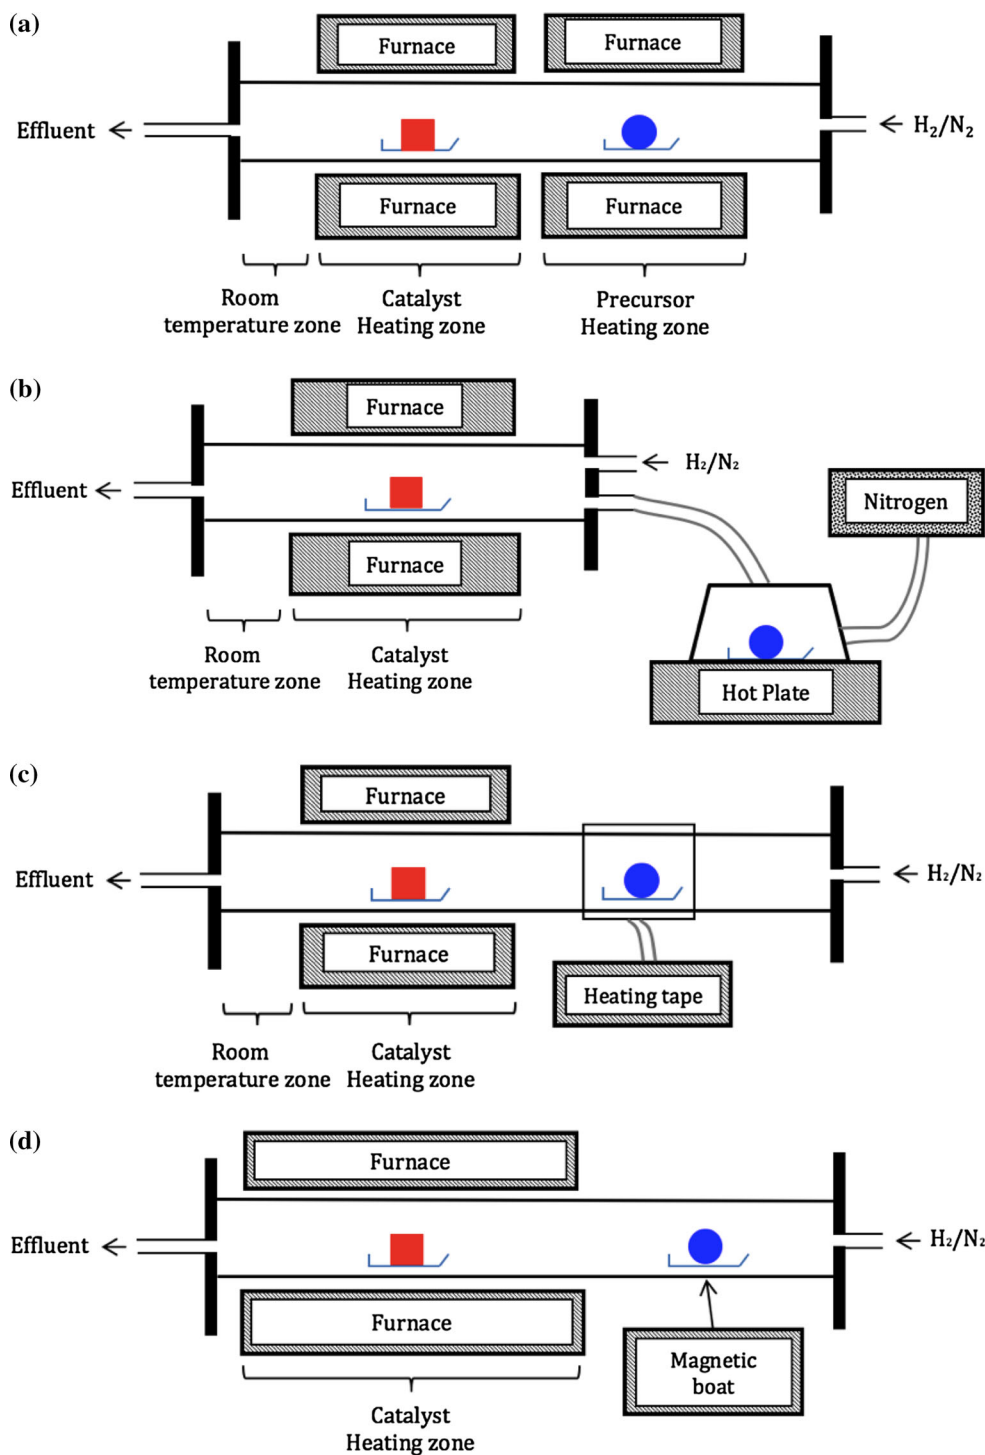 (a)
Furnace
Furnace
Effluent
H₂/N₂
Furnace
Furnace
Room
temperature zone
Catalyst
Heating zone
Precursor
Heating zone
(b)
Furnace
H₂/N₂
Effluent
Nitrogen
Furnace
Room
temperature zone
Catalyst
Heating zone
Hot Plate
(c)
Furnace
Effluent
H₂/N₂
Furnace
Heating tape
Room
temperature zone
Catalyst
Heating zone
(d)
Furnace
Effluent
H₂/N₂
Furnace
Magnetic
boat
Catalyst
Heating zone